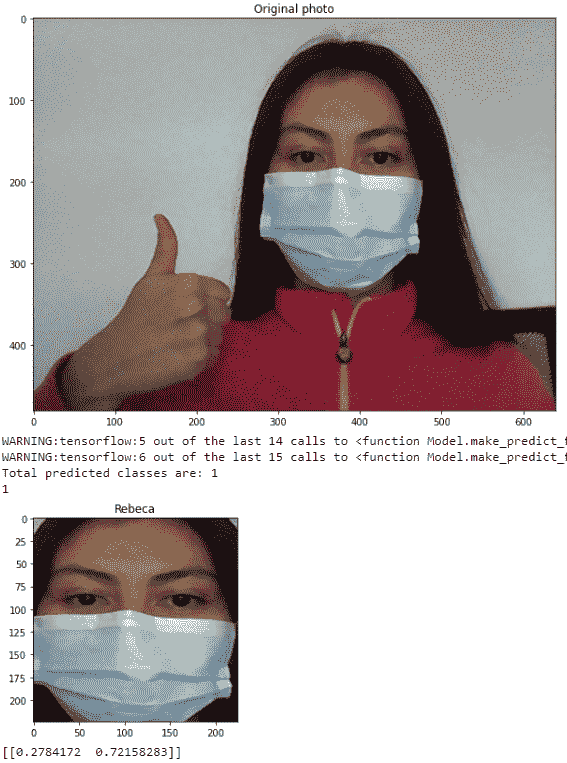 Original photo
0
100
200
300
400
0 100 200 300 400 500 600
WARNING:tensorflow:5 out of the last 14 calls to <function Model.make_predict_f
WARNING:tensorflow:6 out of the last 15 calls to <function Model.make_predict_f
Total predicted classes are: 1
1
Rebeca
0
25
50
75
100
125
150
175
200
0 50 100 150 200
[[0.2784172 0.72158283]]